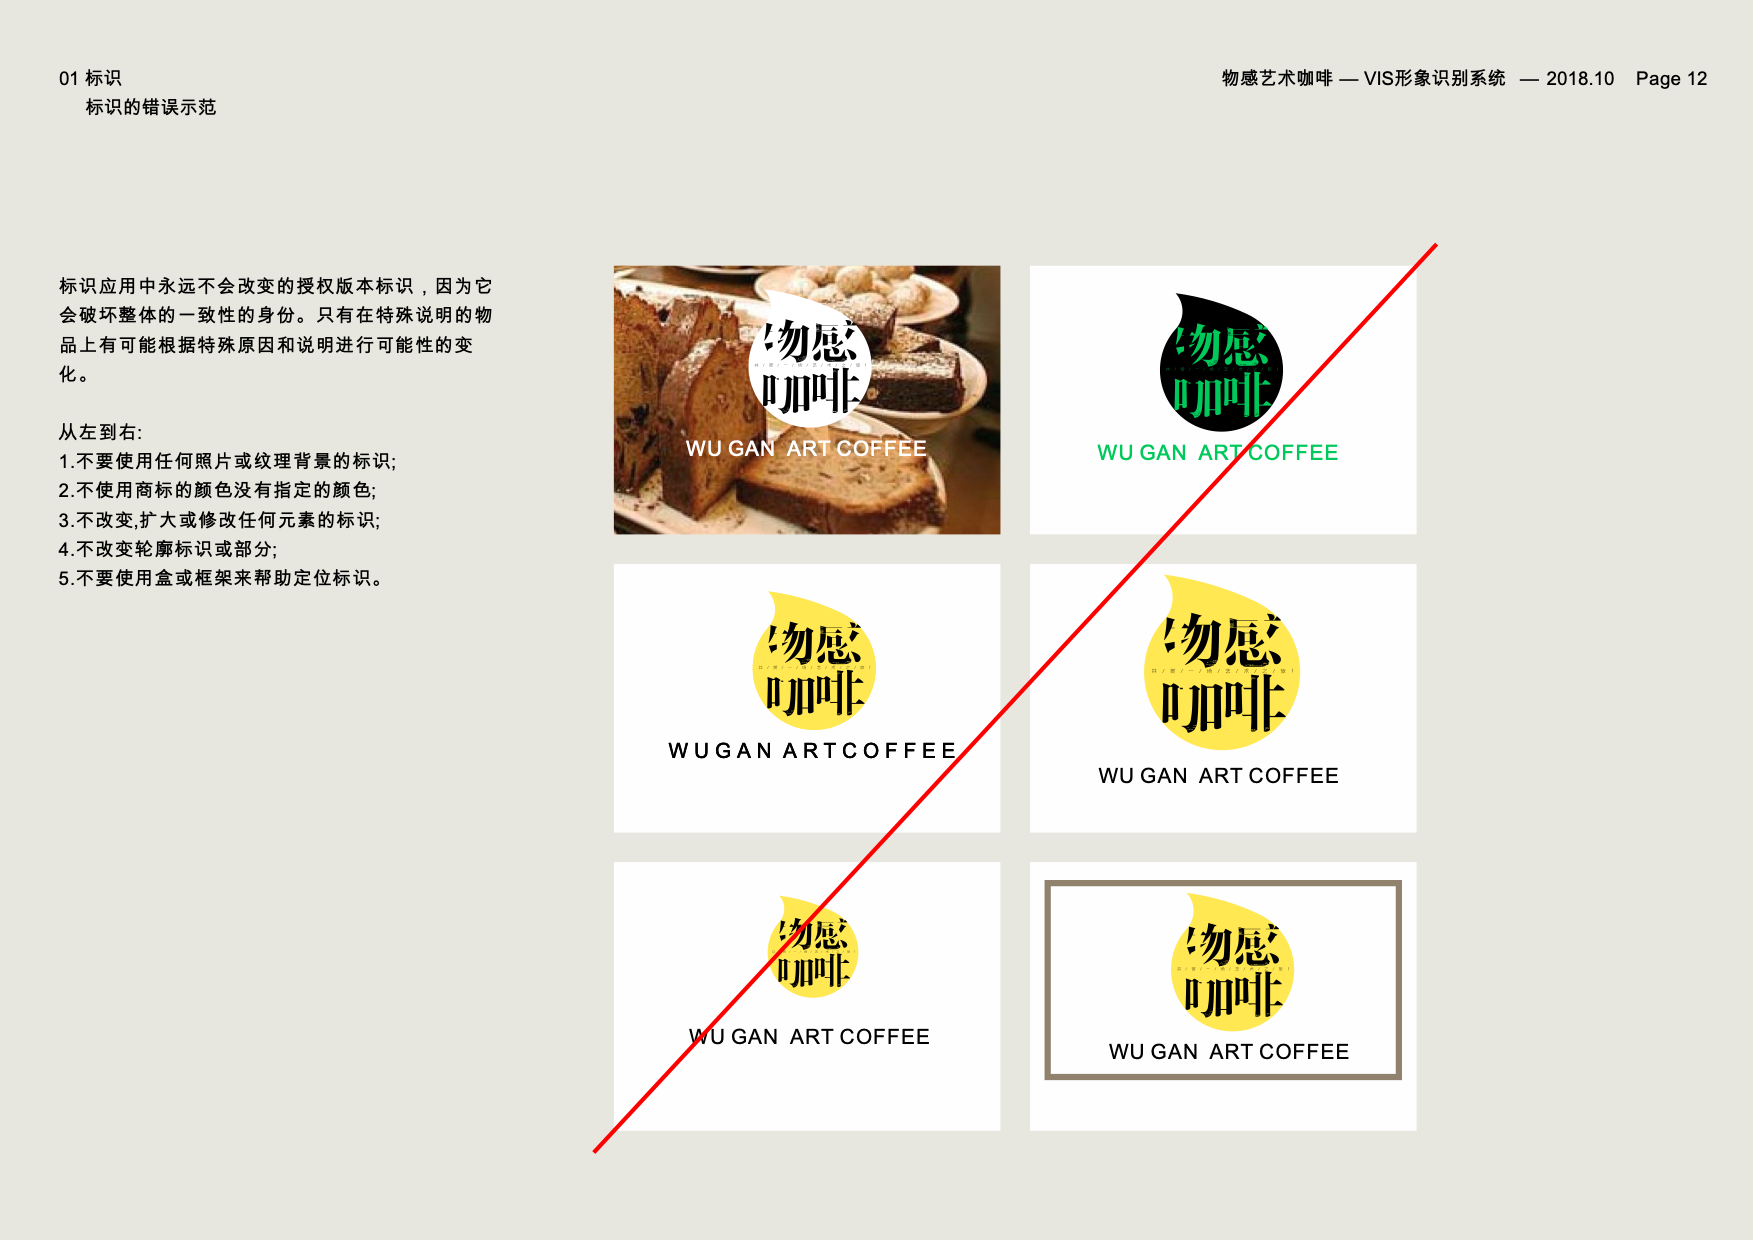 01 标识
标识的错误示范
物感艺术咖啡 — VIS形象识别系统 — 2018.10 Page 12
标识应用中永远不会改变的授权版本标识，因为它
会破坏整体的一致性的身份。只有在特殊说明的物
品上有可能根据特殊原因和说明进行可能性的变
化。
从左到右:
1.不要使用任何照片或纹理背景的标识;
2.不使用商标的颜色没有指定的颜色;
3.不改变,扩大或修改任何元素的标识;
4.不改变轮廓标识或部分;
5.不要使用盒或框架来帮助定位标识。
物感
咖啡
WU GAN ART COFFEE
物感
咖啡
WU GAN ART COFFEE
物感
咖啡
WUGAN ARTCOFFEE
物感
咖啡
WU GAN ART COFFEE
物感
咖啡
WU GAN ART COFFEE
物感
咖啡
WU GAN ART COFFEE